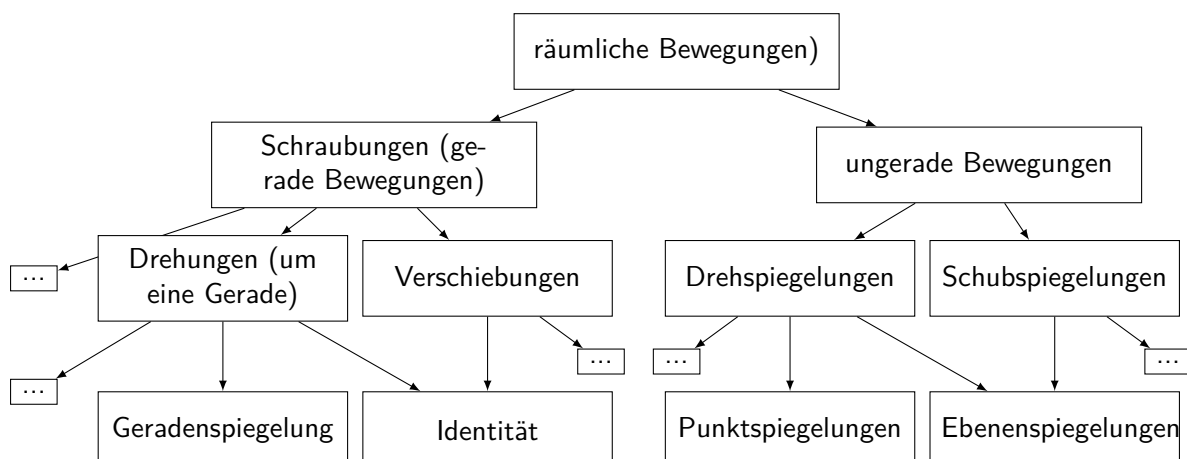 räumliche Bewegungen)
Schraubungen (ge-
rade Bewegungen)
ungerade Bewegungen
...
Drehungen (um
eine Gerade)
Verschiebungen
Drehspiegelungen
Schubspiegelungen
...
...
...
...
Geradenspiegelung
Identität
Punktspiegelungen
Ebenenspiegelungen